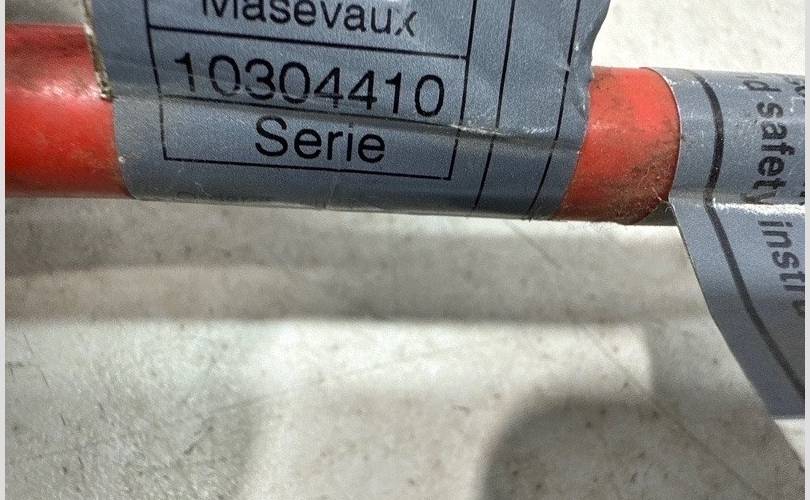 Masevaux
10304410
Serie
d safety instr